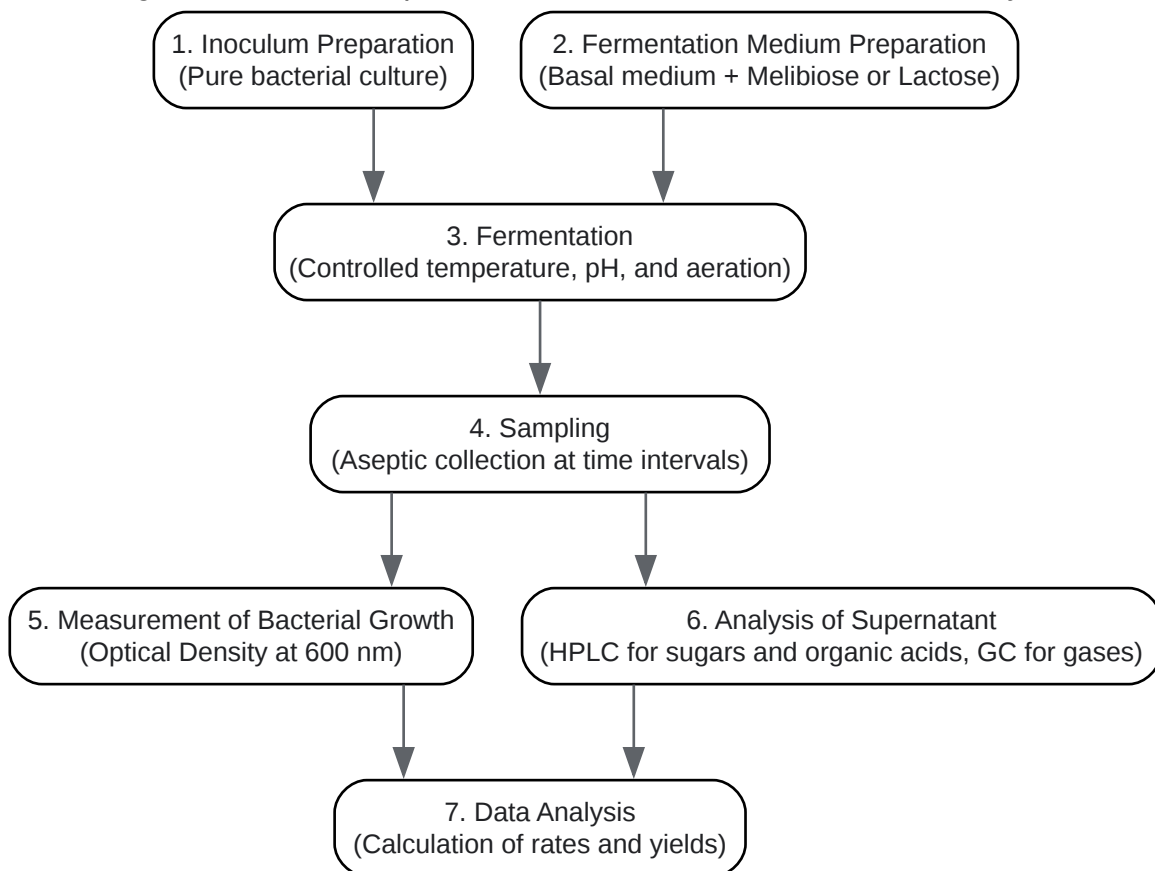 1. Inoculum Preparation
(Pure bacterial culture)
2. Fermentation Medium Preparation
(Basal medium + Melibiose or Lactose)
3. Fermentation
(Controlled temperature, pH, and aeration)
4. Sampling
(Aseptic collection at time intervals)
5. Measurement of Bacterial Growth
(Optical Density at 600 nm)
6. Analysis of Supernatant
(HPLC for sugars and organic acids, GC for gases)
7. Data Analysis
(Calculation of rates and yields)